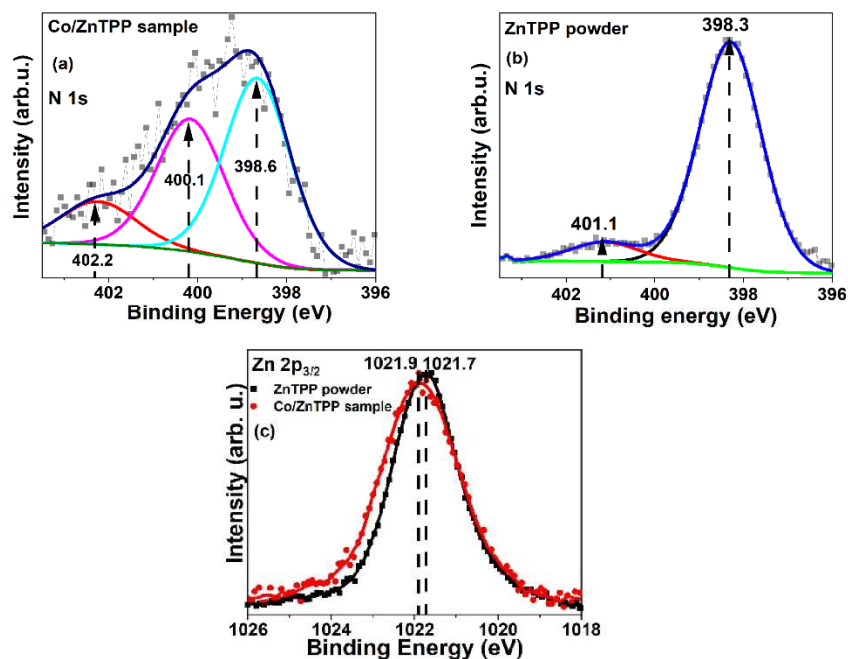 Co/ZnTPP sample
(a)
N 1s
Intensity (arb.u.)
402.2
400.1
398.6
402 400 398 396
Binding Energy (eV)
ZnTPP powder
(b)
N 1s
398.3
401.1
Intensity (arb.u.)
402 400 398 396
Binding energy (eV)
Zn 2p3/2
1021.9 1021.7
ZnTPP powder
Co/ZnTPP sample
(c)
Intensity (arb. u.)
1026 1024 1022 1020 1018
Binding Energy (eV)